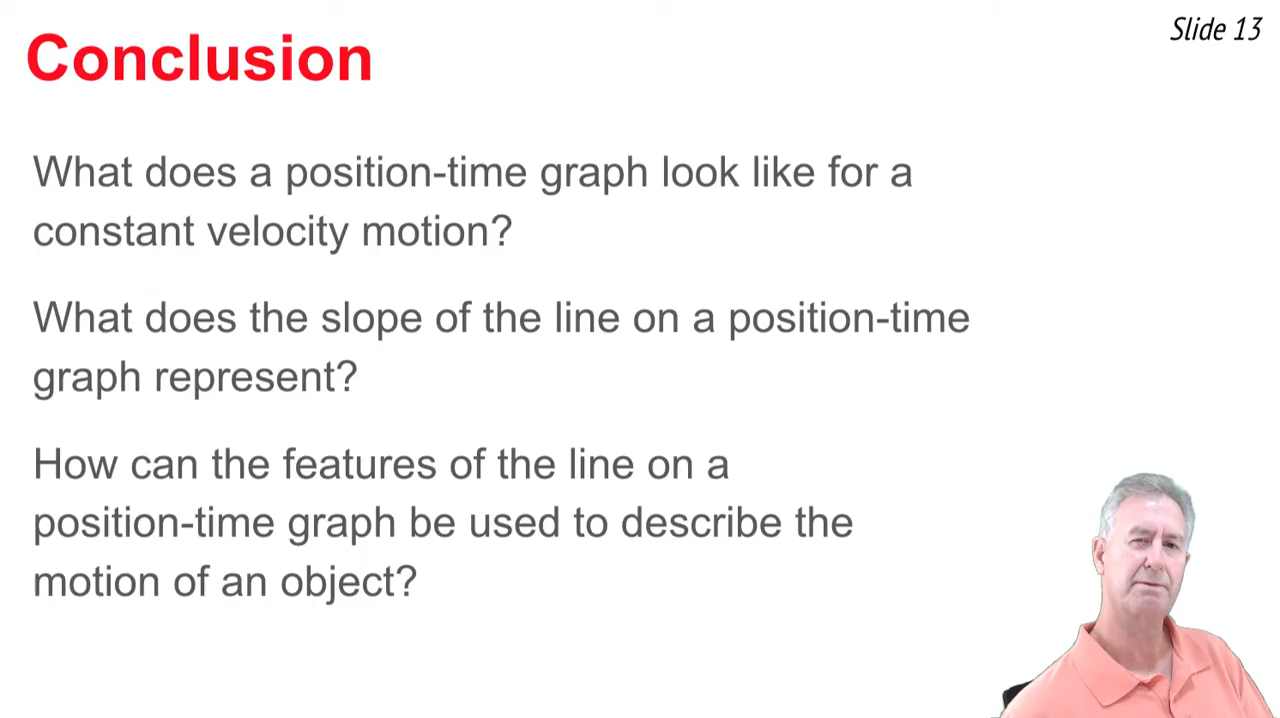 Slide 13
Conclusion
What does a position-time graph look like for a
constant velocity motion?
What does the slope of the line on a position-time
graph represent?
How can the features of the line on a
position-time graph be used to describe the
motion of an object?